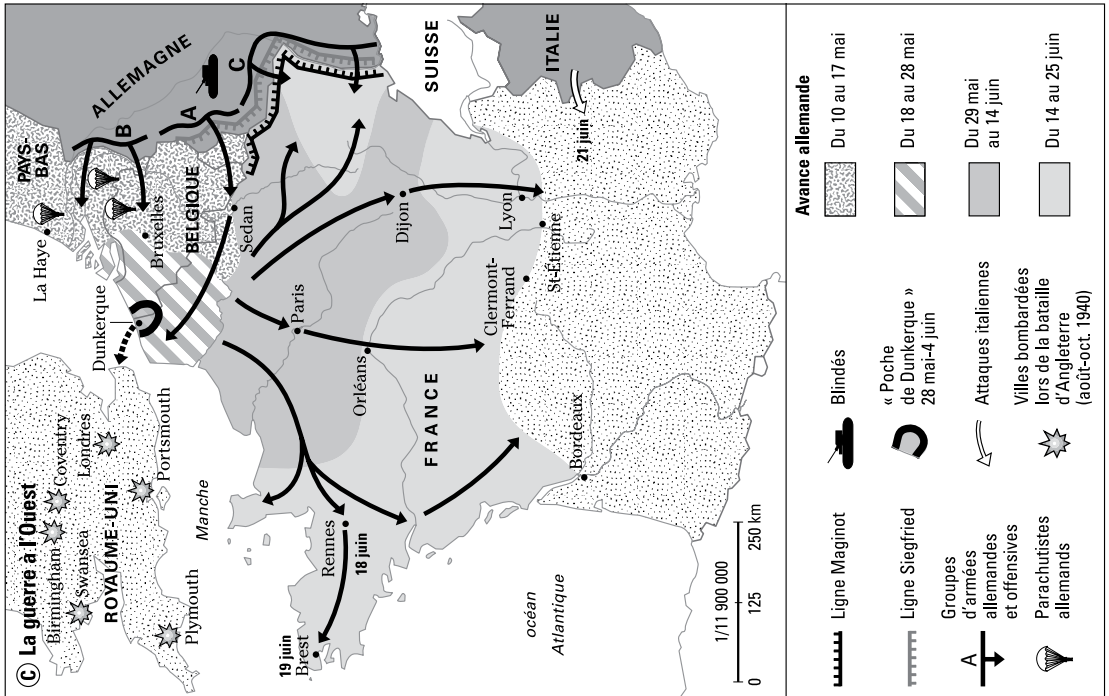 C La guerre à l'Ouest
Birmingham
Coventry
Swansea
Londres
ROYAUME-UNI
Portsmouth
Plymouth
Manche
La Haye
PAYS-
BAS
ALLEMAGNE
B
A
C
Dunkerque
Bruxelles
BELGIQUE
Sedan
Paris
Orléans
19 juin
Brest
Rennes
18 juin
FRANCE
Dijon
SUISSE
ITALIE
21 juin
Lyon
St-Étienne
Clermont-
Ferrand
Bordeaux
océan
Atlantique
1/11 900 000
0 125 250 km
Ligne Maginot
Ligne Siegfried
A
Groupes
d'armées
allemandes
et offensives
Parachutistes
allemands
Blindés
« Poche
de Dunkerque »
28 mai-4 juin
Attaques italiennes
Villes bombardées
lors de la bataille
d'Angleterre
(août-oct. 1940)
Avance allemande
Du 10 au 17 mai
Du 18 au 28 mai
Du 29 mai
au 14 juin
Du 14 au 25 juin